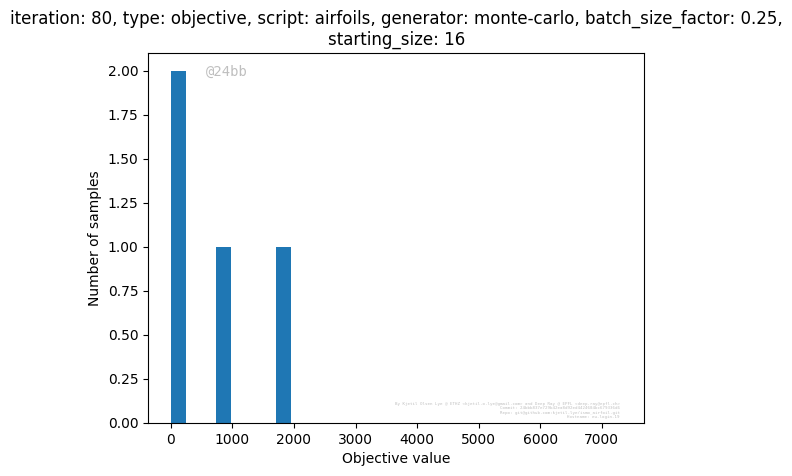 iteration: 80, type: objective, script: airfoils, generator: monte-carlo, batch_size_factor: 0.25,
starting_size: 16
@24bb
2.00
1.75
1.50
1.25
1.00
0.75
0.50
0.25
0.00
Number of samples
0 1000 2000 3000 4000 5000 6000 7000
Objective value